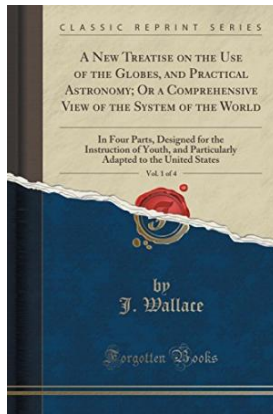 CLASSIC REPRINT SERIES
A New Treatise on the Use
of the Globes, and Practical
Astronomy; Or a Comprehensive
View of the System of the World
In Four Parts, Designed for the
Instruction of Youth, and Particularly
Adapted to the United States
Vol. 1 of 4
by
J. Wallace
Forgotten Books